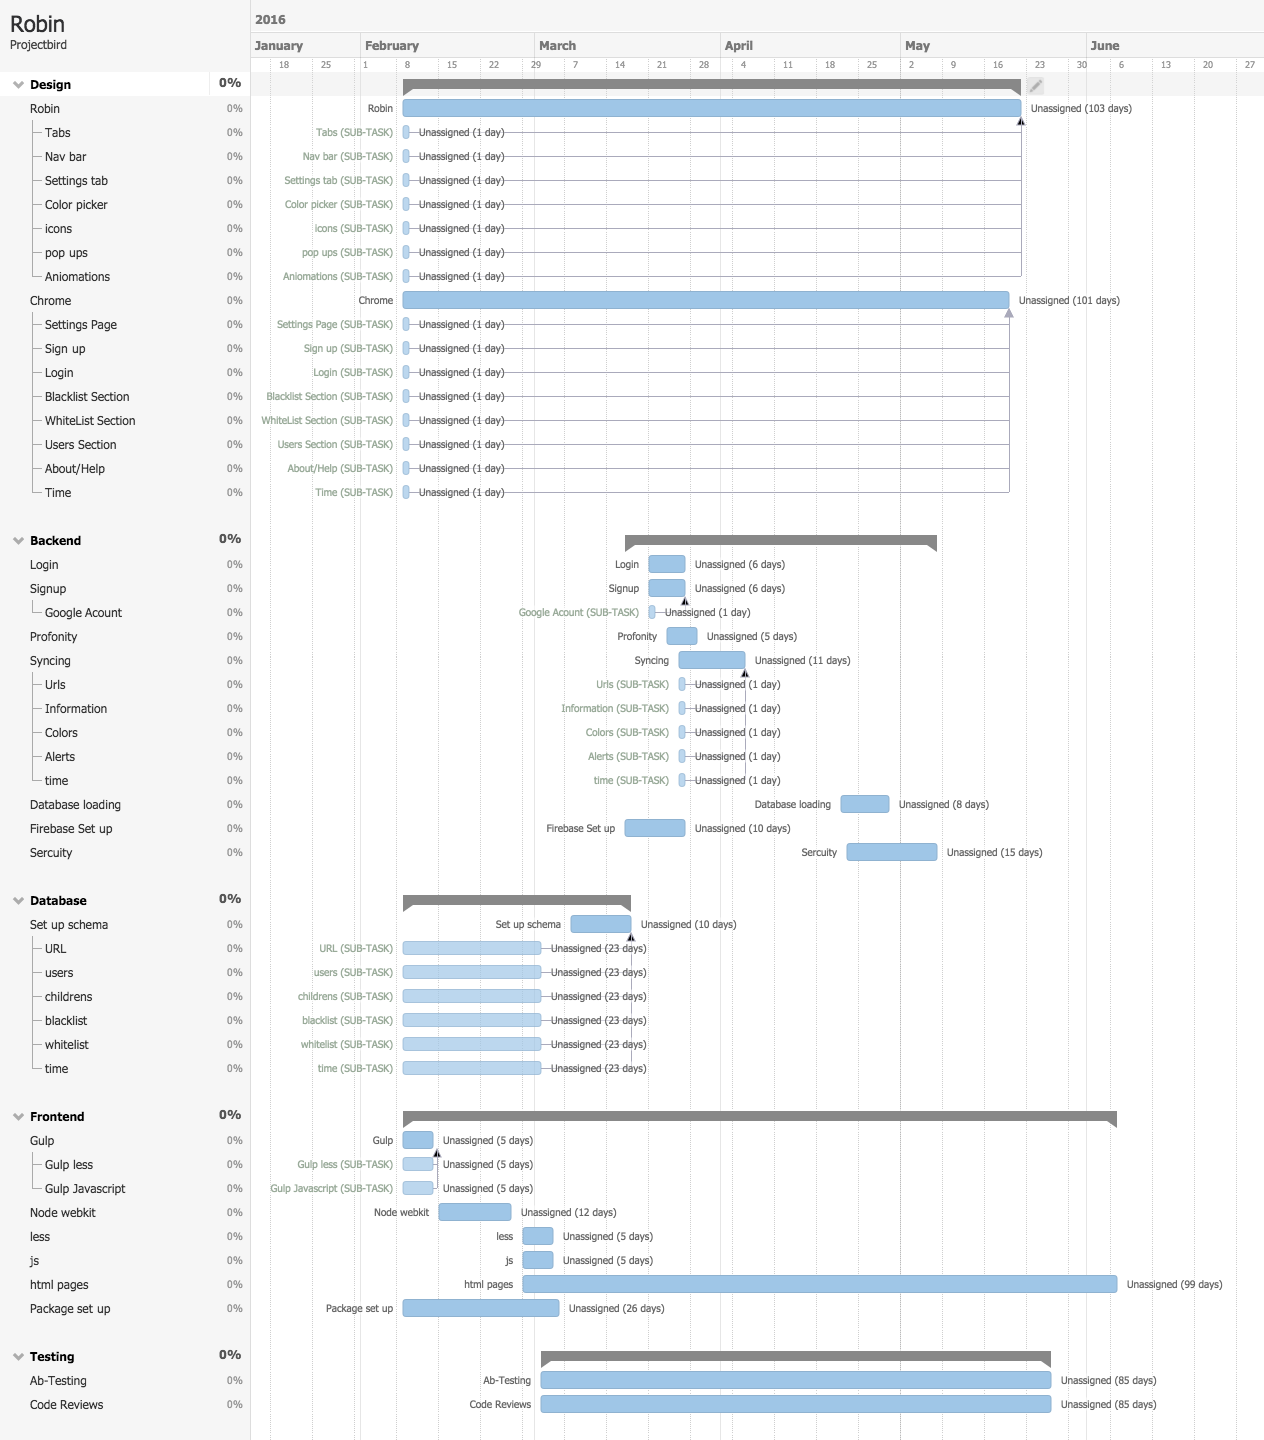 Robin
Projectbird
2016
January February March April May June
18 25 1 8 15 22 29 7 14 21 28 4 11 18 25 2 9 16 23 30 6 13 20 27
Design 0%
Robin 0% Robin Unassigned (103 days)
Tabs 0% Tabs (SUB-TASK) Unassigned (1 day)
Nav bar 0% Nav bar (SUB-TASK) Unassigned (1 day)
Settings tab 0% Settings tab (SUB-TASK) Unassigned (1 day)
Color picker 0% Color picker (SUB-TASK) Unassigned (1 day)
icons 0% icons (SUB-TASK) Unassigned (1 day)
pop ups 0% pop ups (SUB-TASK) Unassigned (1 day)
Aniomations 0% Aniomations (SUB-TASK) Unassigned (1 day)
Chrome 0% Chrome Unassigned (101 days)
Settings Page 0% Settings Page (SUB-TASK) Unassigned (1 day)
Sign up 0% Sign up (SUB-TASK) Unassigned (1 day)
Login 0% Login (SUB-TASK) Unassigned (1 day)
Blacklist Section 0% Blacklist Section (SUB-TASK) Unassigned (1 day)
WhiteList Section 0% WhiteList Section (SUB-TASK) Unassigned (1 day)
Users Section 0% Users Section (SUB-TASK) Unassigned (1 day)
About/Help 0% About/Help (SUB-TASK) Unassigned (1 day)
Time 0% Time (SUB-TASK) Unassigned (1 day)
Backend 0%
Login 0% Login Unassigned (6 days)
Signup 0% Signup Unassigned (6 days)
Google Acount 0% Google Acount (SUB-TASK) Unassigned (1 day)
Profonity 0% Profonity Unassigned (5 days)
Syncing 0% Syncing Unassigned (11 days)
Urls 0% Urls (SUB-TASK) Unassigned (1 day)
Information 0% Information (SUB-TASK) Unassigned (1 day)
Colors 0% Colors (SUB-TASK) Unassigned (1 day)
Alerts 0% Alerts (SUB-TASK) Unassigned (1 day)
time 0% time (SUB-TASK) Unassigned (1 day)
Database loading 0% Database loading Unassigned (8 days)
Firebase Set up 0% Firebase Set up Unassigned (10 days)
Sercuity 0% Sercuity Unassigned (15 days)
Database 0%
Set up schema 0% Set up schema Unassigned (10 days)
URL 0% URL (SUB-TASK) Unassigned (23 days)
users 0% users (SUB-TASK) Unassigned (23 days)
childrens 0% childrens (SUB-TASK) Unassigned (23 days)
blacklist 0% blacklist (SUB-TASK) Unassigned (23 days)
whitelist 0% whitelist (SUB-TASK) Unassigned (23 days)
time 0% time (SUB-TASK) Unassigned (23 days)
Frontend 0%
Gulp 0% Gulp Unassigned (5 days)
Gulp less 0% Gulp less (SUB-TASK) Unassigned (5 days)
Gulp Javascript 0% Gulp Javascript (SUB-TASK) Unassigned (5 days)
Node webkit 0% Node webkit Unassigned (12 days)
less 0% less Unassigned (5 days)
js 0% js Unassigned (5 days)
html pages 0% html pages Unassigned (99 days)
Package set up 0% Package set up Unassigned (26 days)
Testing 0%
Ab-Testing 0% Ab-Testing Unassigned (85 days)
Code Reviews 0% Code Reviews Unassigned (85 days)